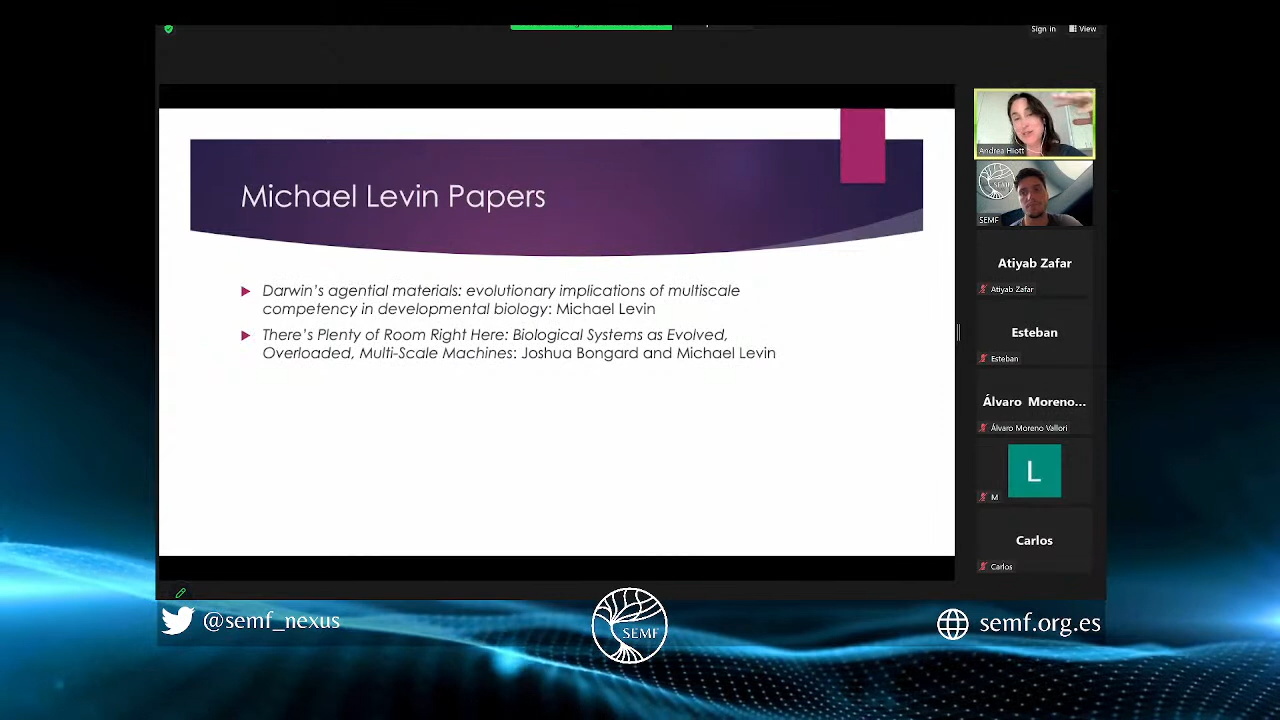 Sign in
View
Michael Levin Papers
Darwin's agential materials: evolutionary implications of multiscale
competency in developmental biology: Michael Levin
There's Plenty of Room Right Here: Biological Systems as Evolved,
Overloaded, Multi-Scale Machines: Joshua Bongard and Michael Levin
Andrea Hiott
SEMF
SEMF
Atiyab Zafar
Atiyab Zafar
Esteban
Esteban
Álvaro Moreno...
Álvaro Moreno Vallori
L
M
Carlos
Carlos
@semf_nexus
SEMF
semf.org.es